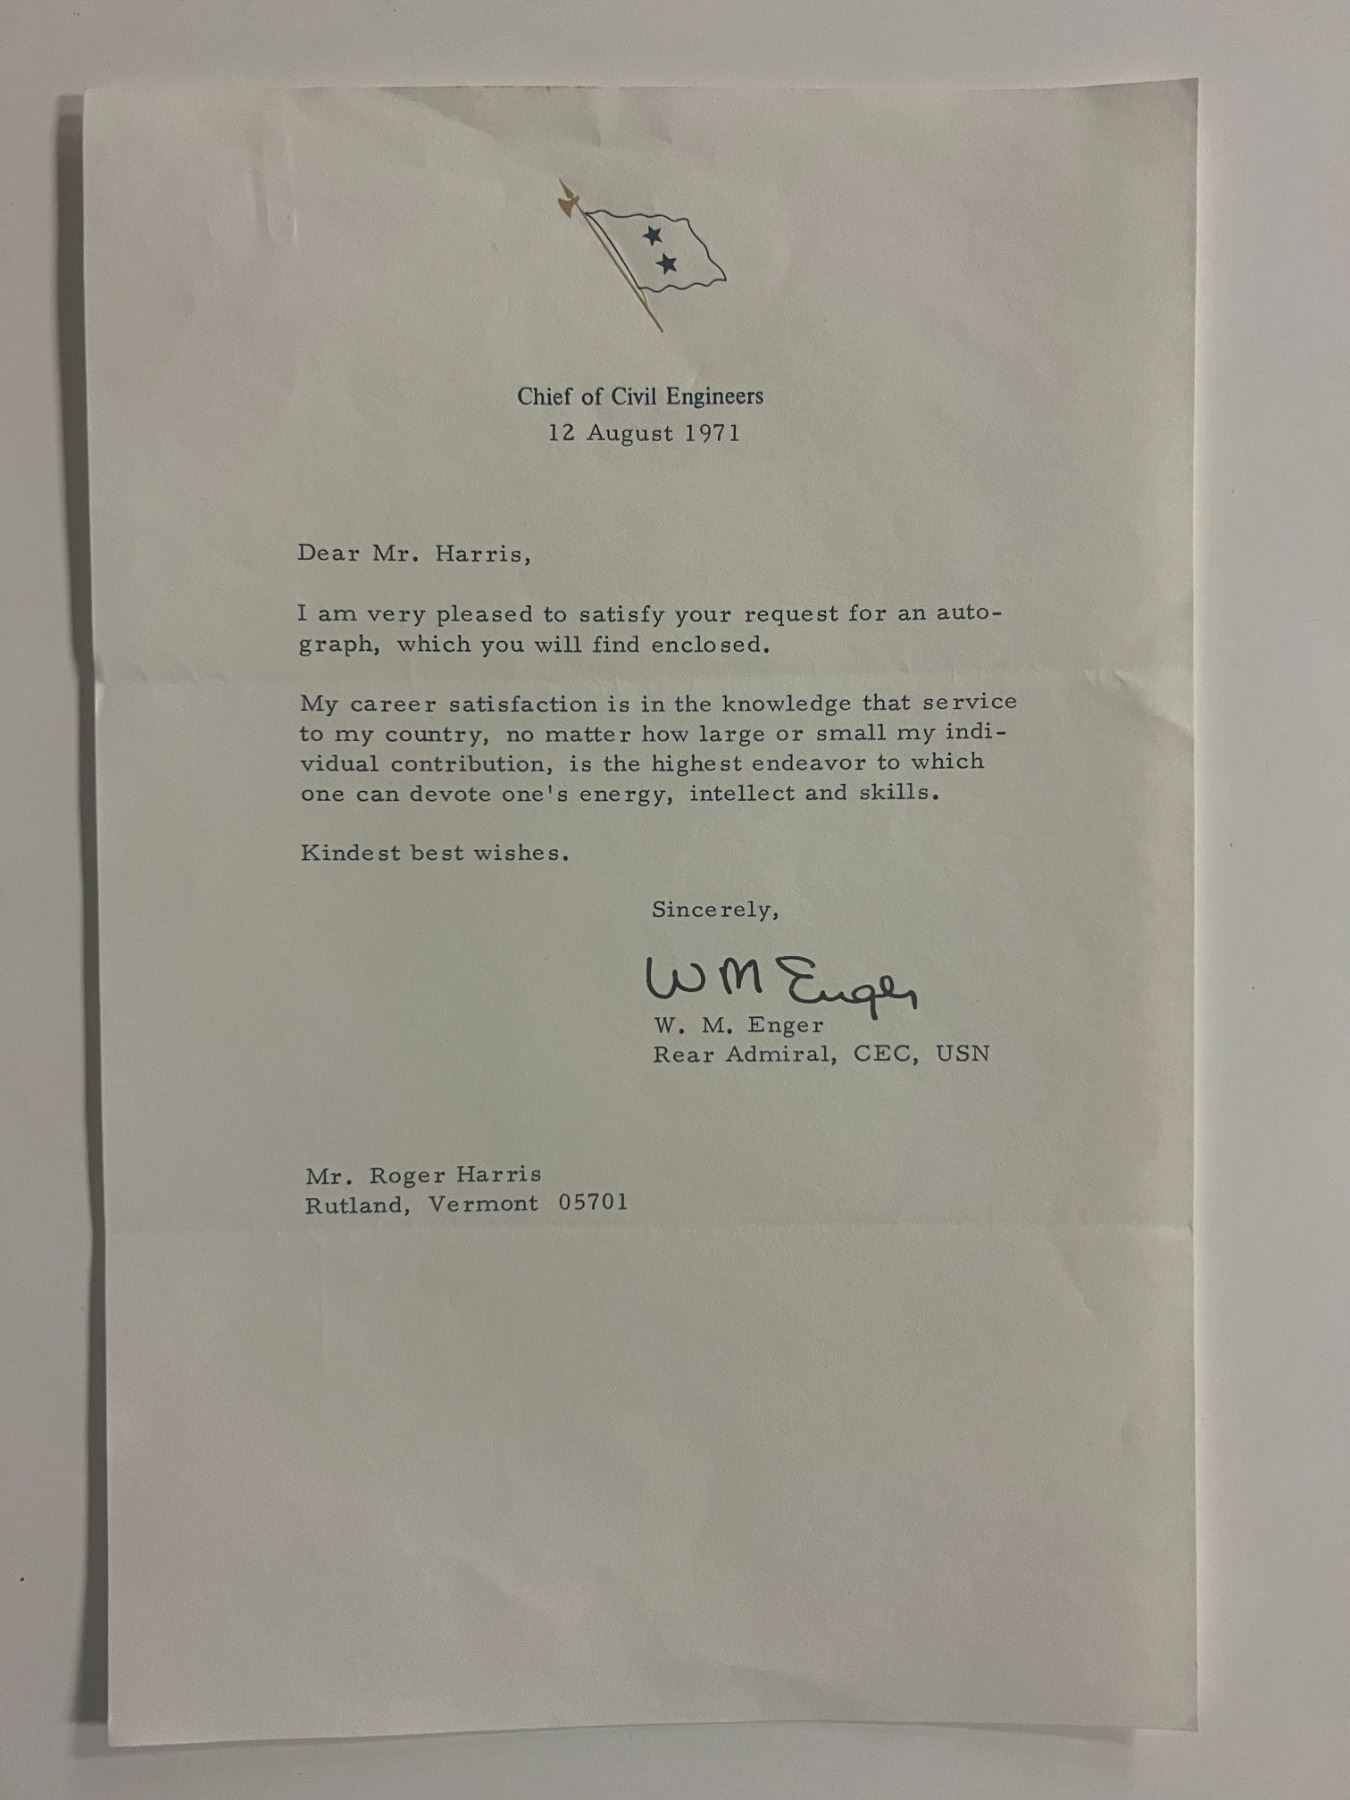 Chief of Civil Engineers
12 August 1971
Dear Mr. Harris,
I am very pleased to satisfy your request for an auto-
graph, which you will find enclosed.
My career satisfaction is in the knowledge that service
to my country, no matter how large or small my indi-
vidual contribution, is the highest endeavor to which
one can devote one's energy, intellect and skills.
Kindest best wishes.
Sincerely,
WM Enger
W. M. Enger
Rear Admiral, CEC, USN
Mr. Roger Harris
Rutland, Vermont 05701